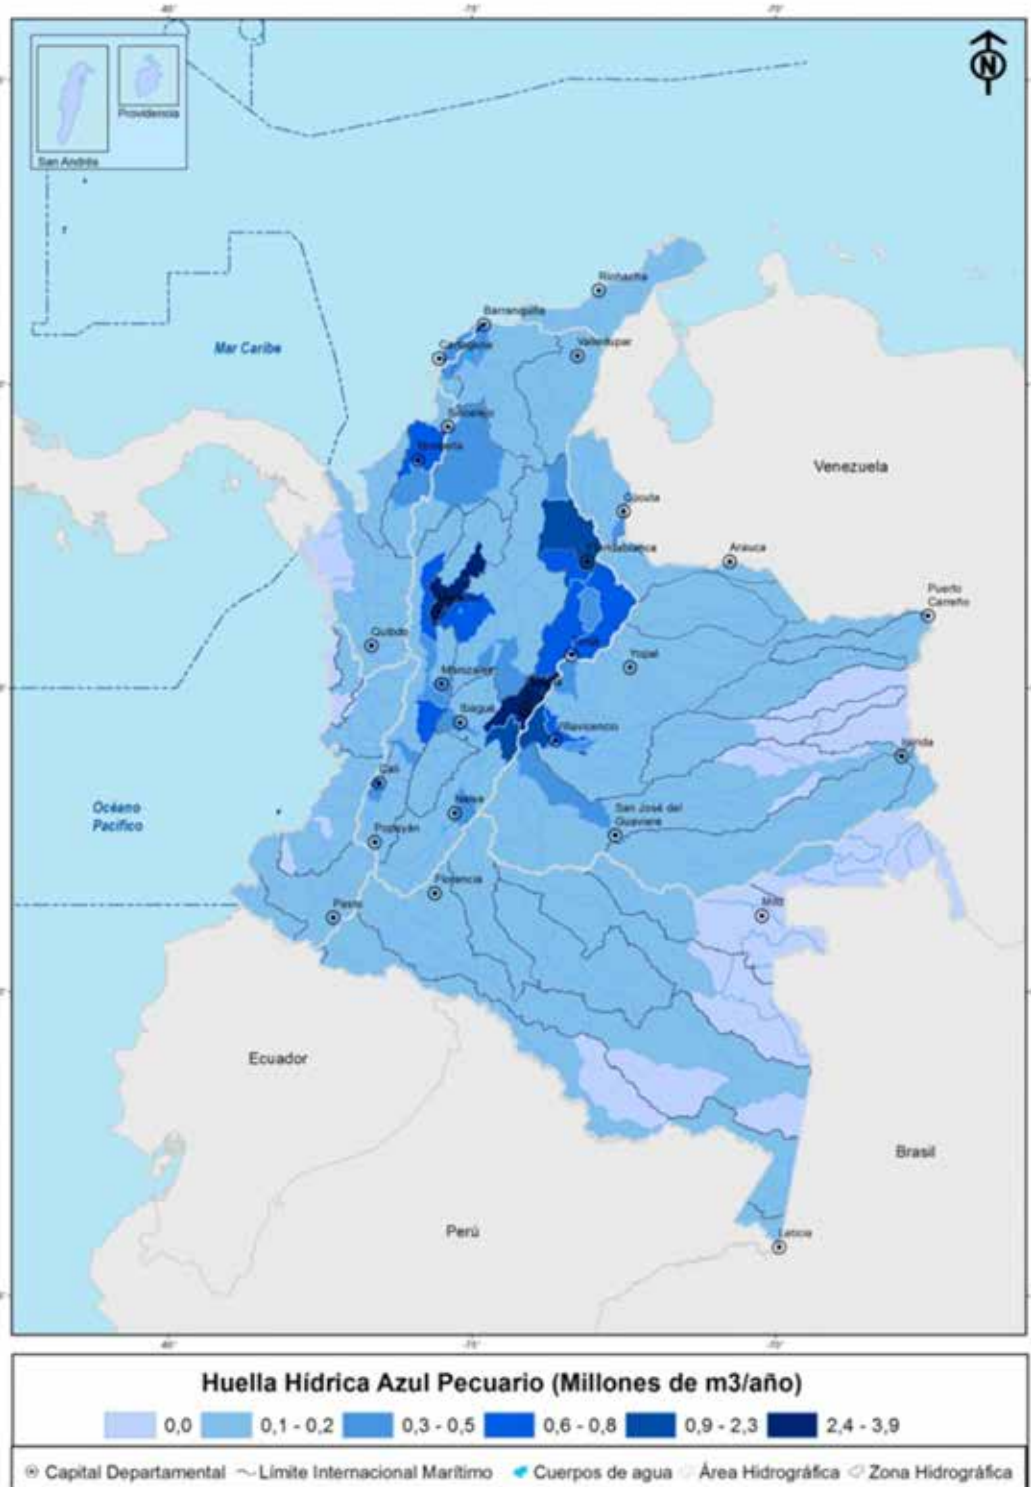 N
Providencia
San Andrés
Riohacha
Barranquilla
Cartagena
Valledupar
Mar Caribe
Sincelejo
Montería
Venezuela
Cúcuta
Arauca
Puerto
Carreño
Quibdo
Tunja
Yopal
Manizales
Ibagué
Villavicencio
Inírida
Cali
Océano
Pacífico
Neiva
San José del
Guaviare
Popayán
Florencia
Mitú
Pasto
Ecuador
Brasil
Perú
Leticia
-75°
Huella Hídrica Azul Pecuario (Millones de m3/año)
0,0 0,1 - 0,2 0,3 - 0,5 0,6 - 0,8 0,9 - 2,3 2,4 - 3,9
Capital Departamental Límite Internacional Marítimo Cuerpos de agua Área Hidrográfica Zona Hidrográfica